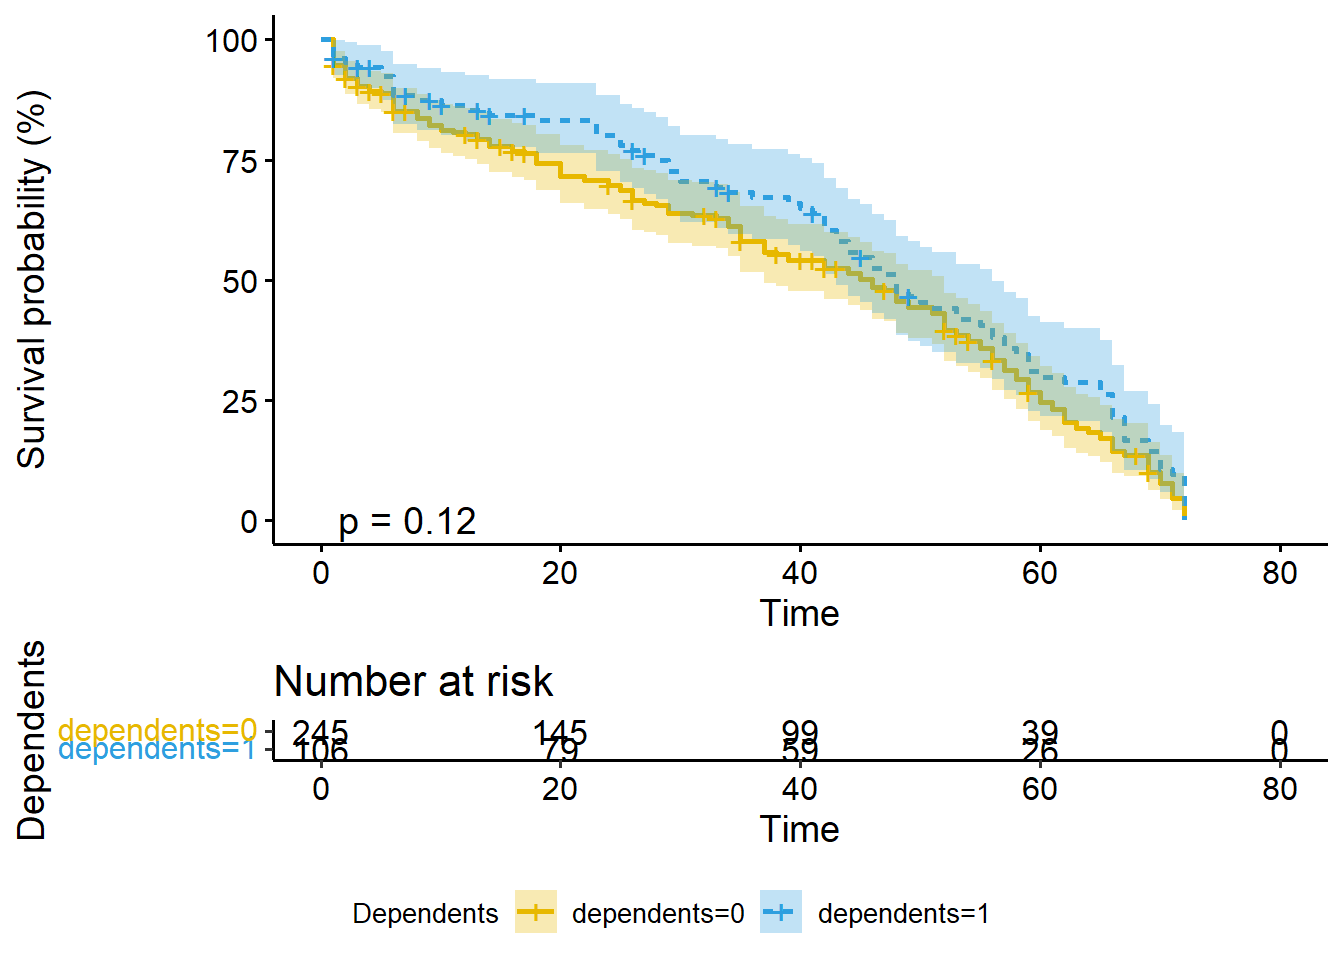 Survival probability (%)
100
75
50
25
0
p = 0.12
0 20 40 60 80
Time
Dependents
Number at risk
dependents=0 245 145 99 39 0
dependents=1 106 79 59 26 0
0 20 40 60 80
Time
Dependents dependents=0 dependents=1